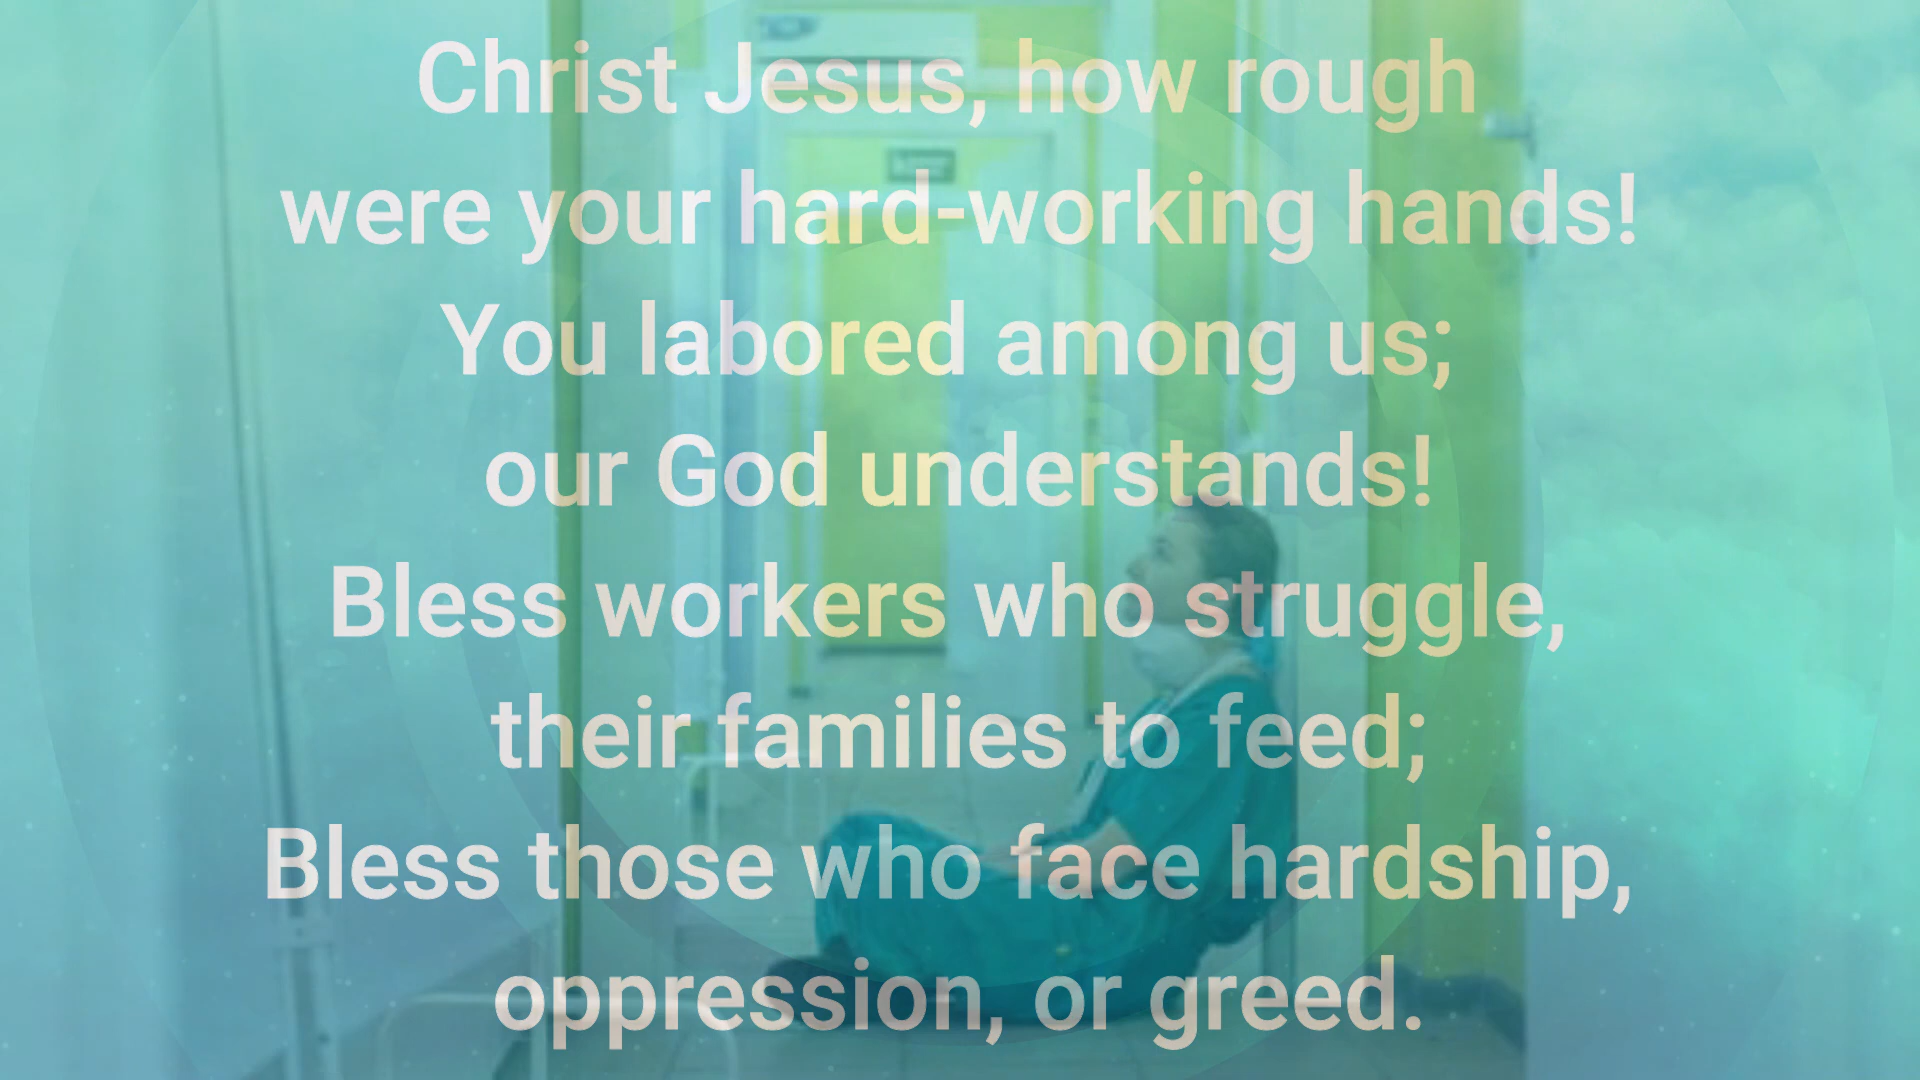 Christ Jesus, how rough
were your hard-working hands!
You labored among us;
our God understands!
Bless workers who struggle,
their families to feed;
Bless those who face hardship,
oppression, or greed.